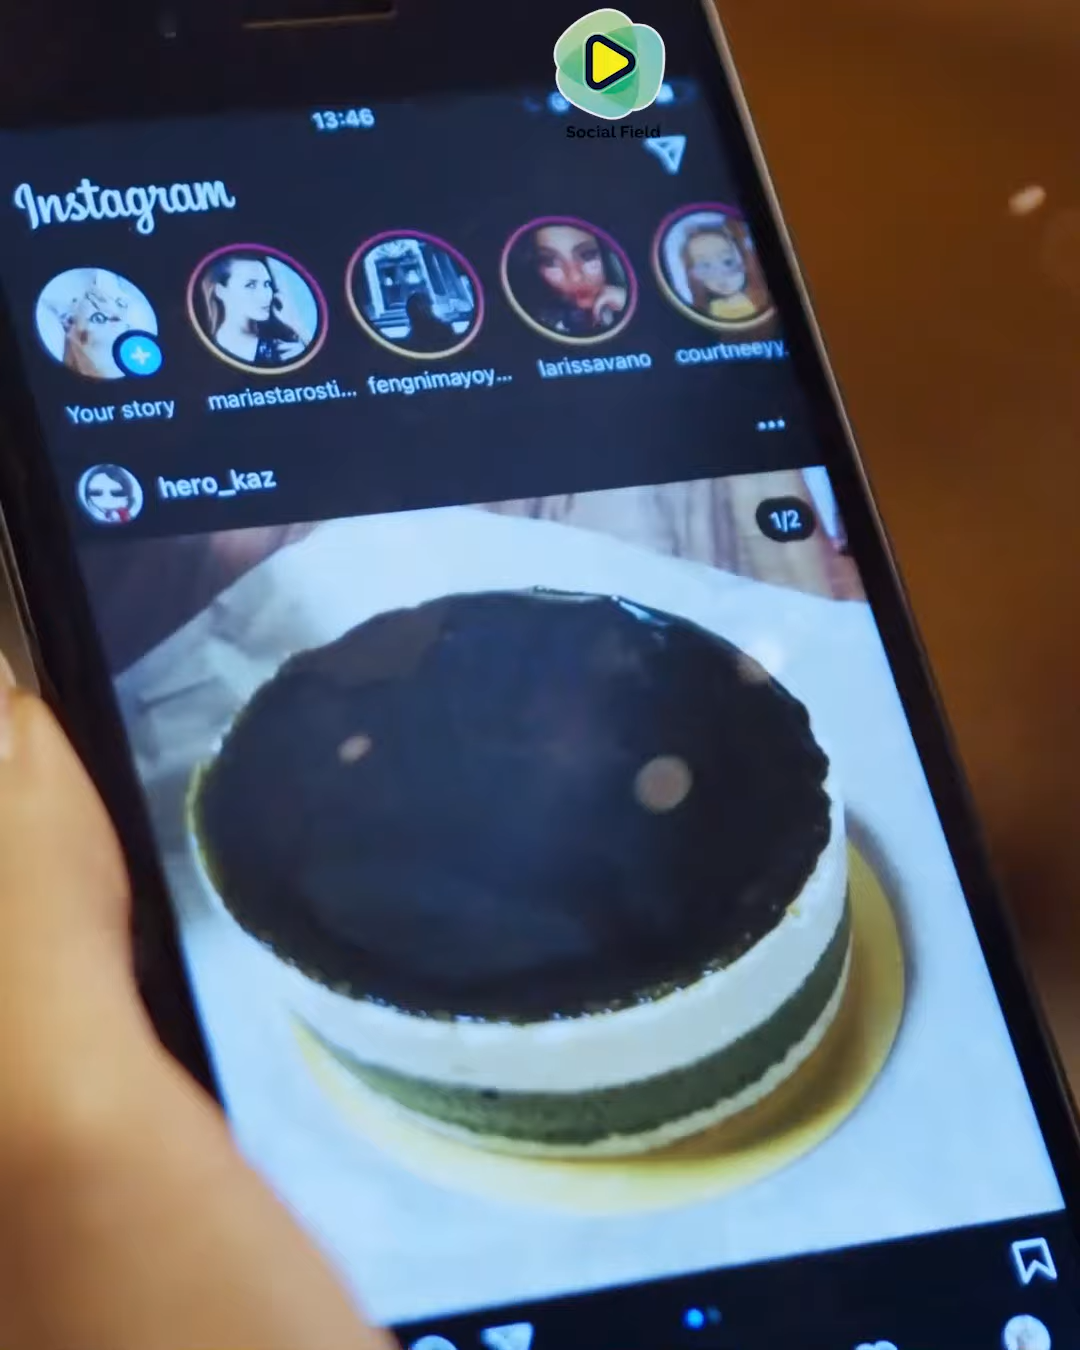 Social Field
13:46
Instagram
Your story
mariastarosti...
fengnimayoy...
larissavano
courtneeyy...
hero_kaz
1/2